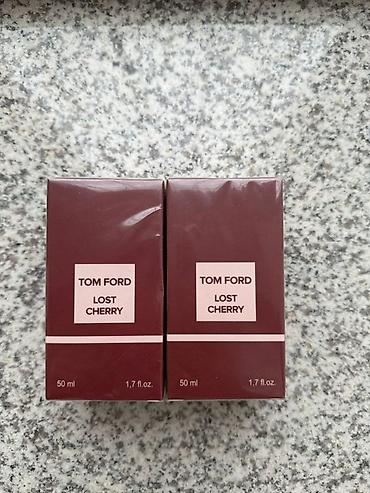 TOM FORD
LOST
CHERRY
50 ml 1,7 fl.oz.
TOM FORD
LOST
CHERRY
50 ml 1,7 fl.oz.